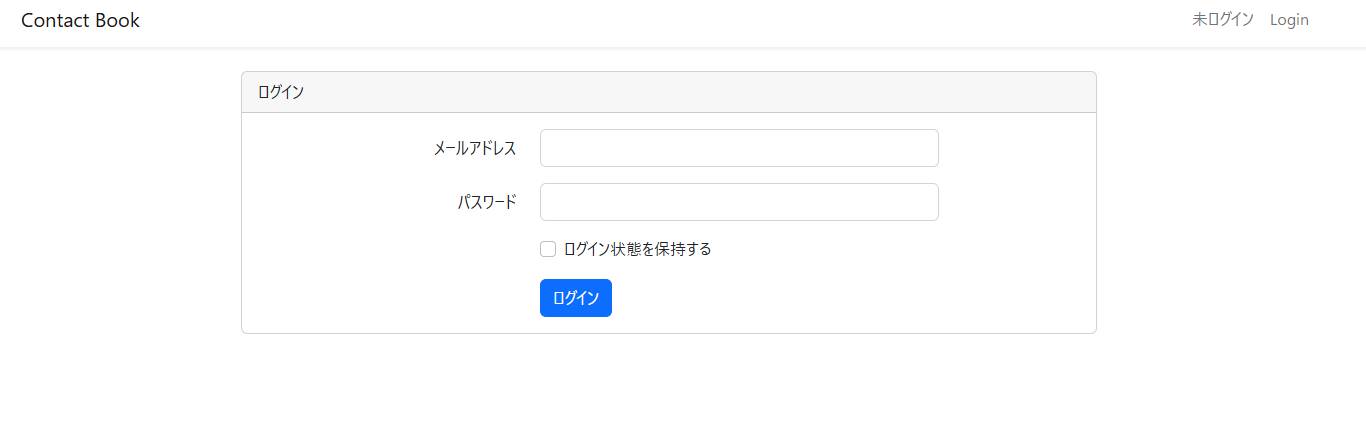 Contact Book
未ログイン Login
ログイン
メールアドレス
パスワード
ログイン状態を保持する
ログイン